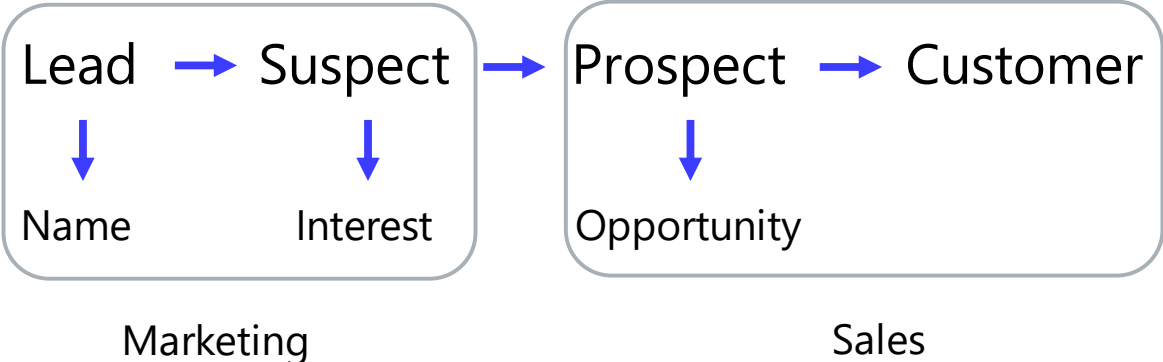 Lead Suspect Prospect Customer
Name Interest Opportunity
Marketing Sales